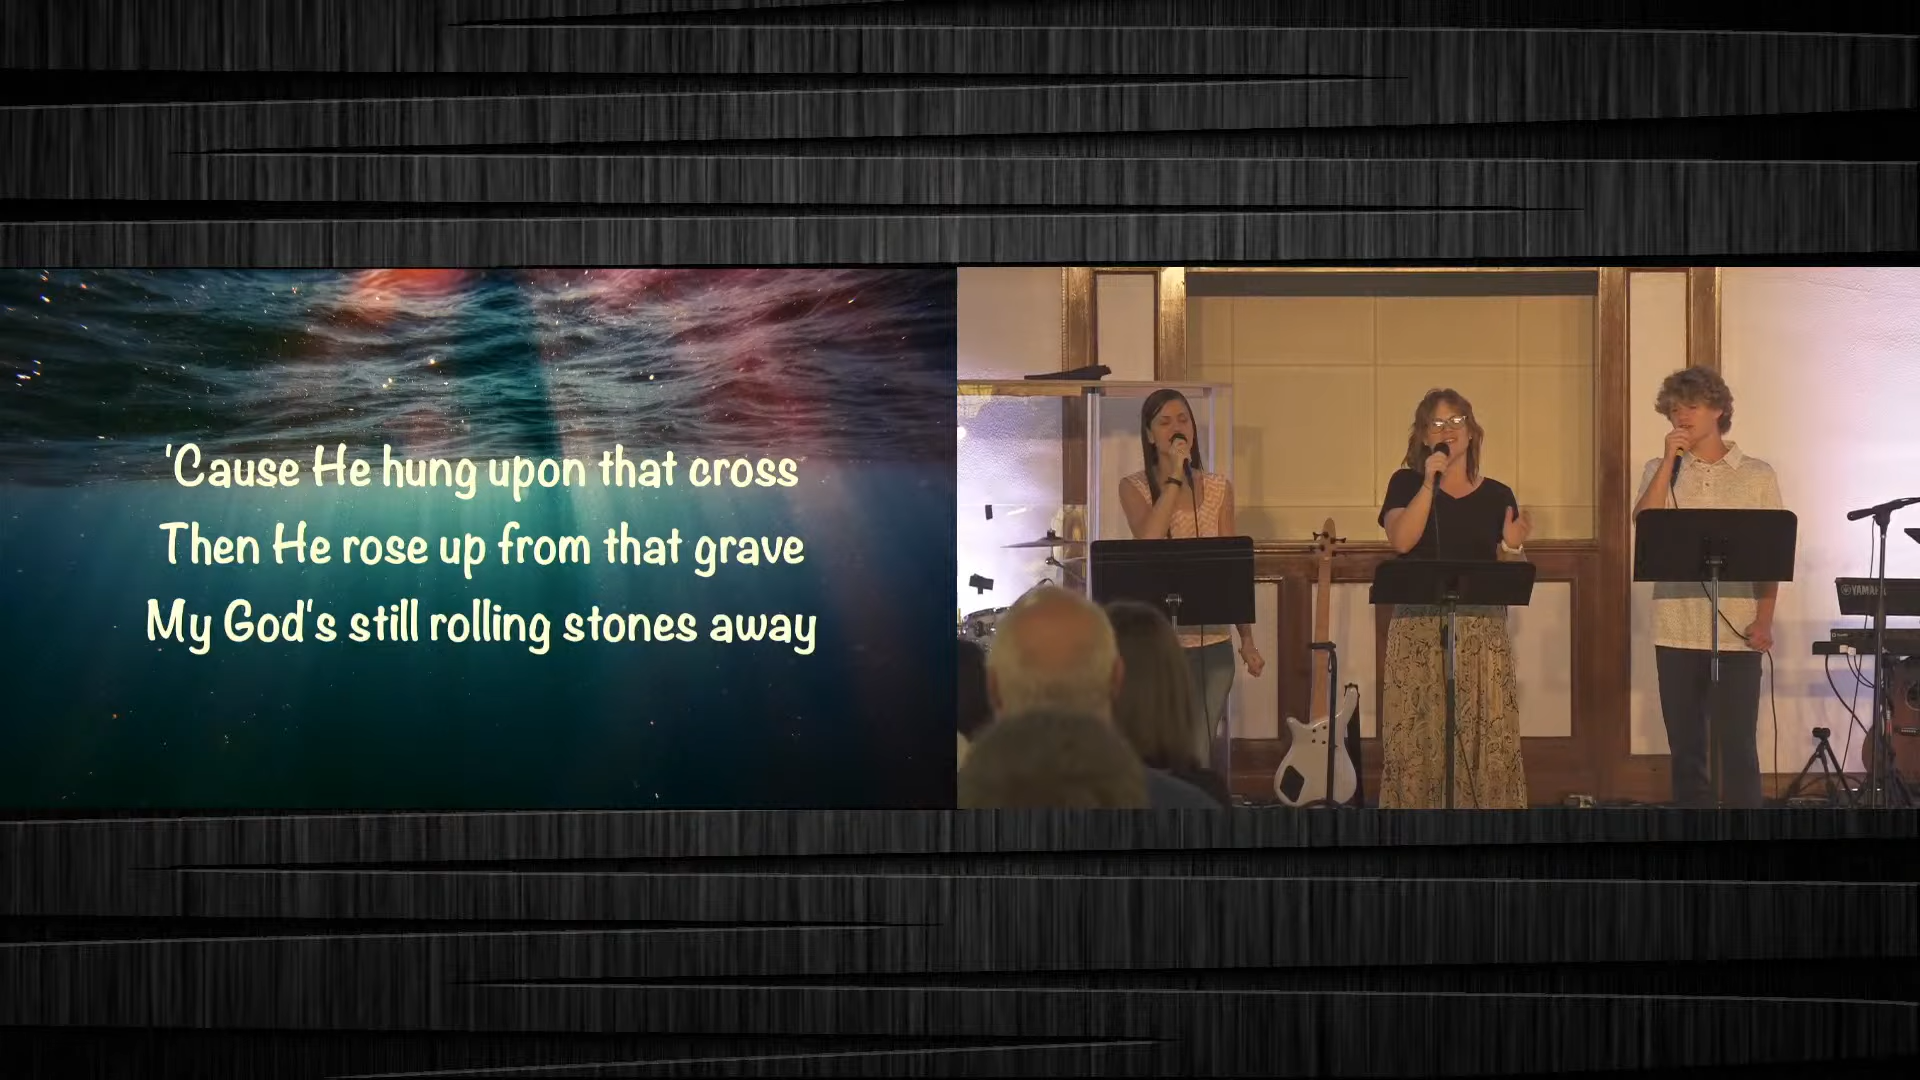 'Cause He hung upon that cross
Then He rose up from that grave
My God's still rolling stones away
YAMAHA